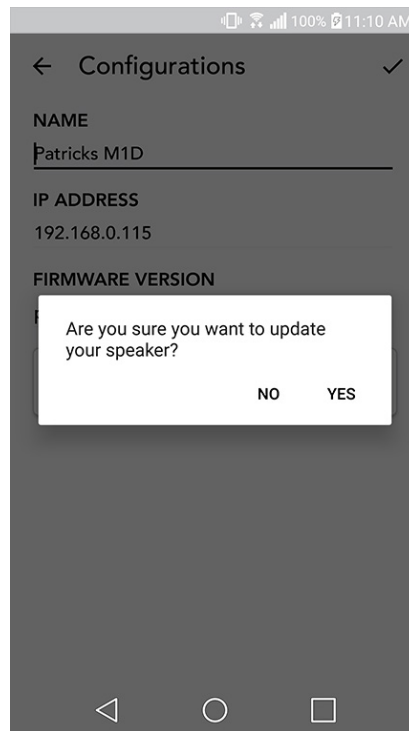 100% 11:10 AM
Configurations
NAME
Patricks M1D
IP ADDRESS
192.168.0.115
FIRMWARE VERSION
Are you sure you want to update
your speaker?
NO YES